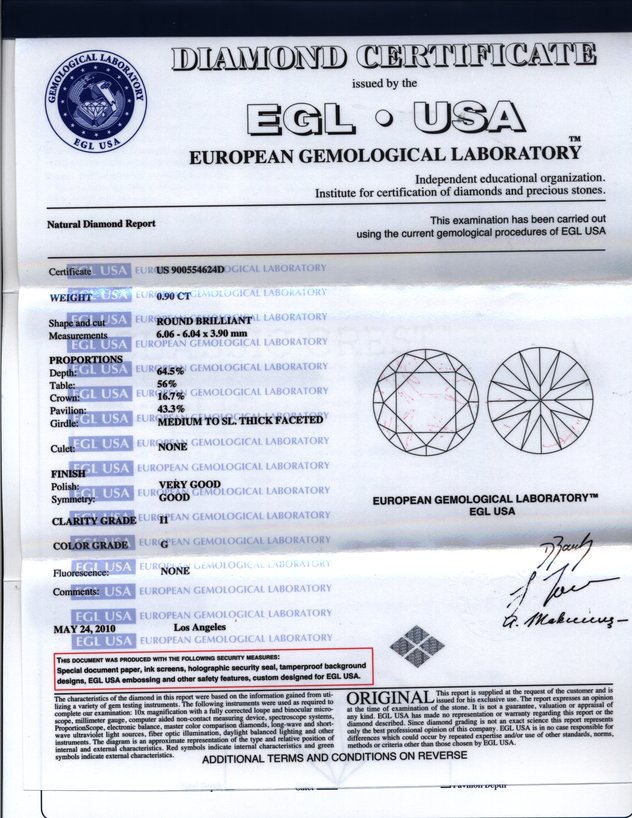 GEMOLOGICAL LABORATORY
EGL USA
DIAMOND CERTIFICATE
issued by the
EGL • USA
EUROPEAN GEMOLOGICAL LABORATORY™
Independent educational organization.
Institute for certification of diamonds and precious stones.
Natural Diamond Report
This examination has been carried out
using the current gemological procedures of EGL USA
Certificate US 900554624D
WEIGHT 0.90 CT
Shape and cut ROUND BRILLIANT
Measurements 6.06 - 6.04 x 3.90 mm
PROPORTIONS
Depth: 64.5%
Table: 56%
Crown: 16.7%
Pavilion: 43.3%
Girdle: MEDIUM TO SL. THICK FACETED
Culet: NONE
FINISH
Polish: VERY GOOD
Symmetry: GOOD
CLARITY GRADE I1
COLOR GRADE G
Fluorescence: NONE
Comments:
MAY 24, 2010 Los Angeles
EUROPEAN GEMOLOGICAL LABORATORY™
EGL USA
THIS DOCUMENT WAS PRODUCED WITH THE FOLLOWING SECURITY MEASURES:
Special document paper, ink screens, holographic security seal, tamperproof background
designs, EGL USA embossing and other safety features, custom designed for EGL USA.
The characteristics of the diamond in this report were based on the information gained from uti-
lizing a variety of gem testing instruments. The following instruments were used as required to
complete our examination: 10x magnification with a fully corrected loupe and binocular micro-
scope, millimeter gauge, computer aided non-contact measuring device, spectroscope systems,
ProportionScope, electronic balance, master color comparison diamonds, long-wave and short-
wave ultraviolet light sources, fiber optic illumination, daylight balanced lighting and other
instruments. The diagram is an approximate representation of the type and relative position of
internal and external characteristics. Red symbols indicate internal characteristics and green
symbols indicate external characteristics.
ORIGINAL This report is supplied at the request of the customer and is
issued for his exclusive use. The report expresses an opinion
at the time of examination of the stone. It is not a guarantee, valuation or appraisal of
any kind. EGL USA has made no representation or warranty regarding this report or the
diamond described. Since diamond grading is not an exact science this report represents
only the best professional opinion of this company. EGL USA is in no case responsible for
differences which could occur by repeated expertise and/or use of other standards, norms,
methods or criteria other than those chosen by EGL USA.
ADDITIONAL TERMS AND CONDITIONS ON REVERSE
Pavilion Depth